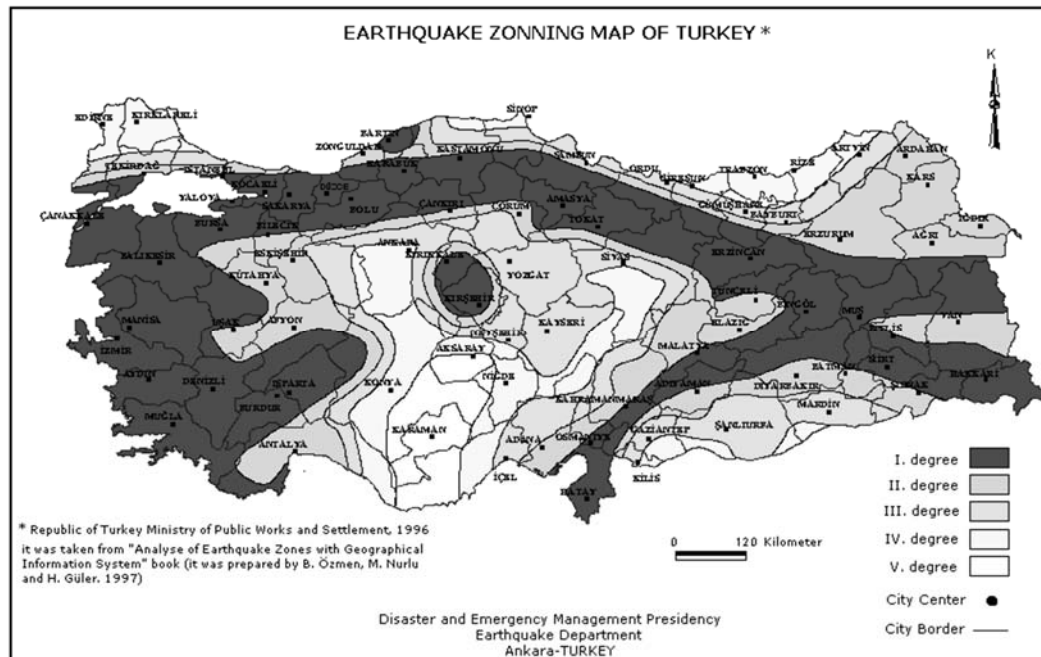 EARTHQUAKE ZONNING MAP OF TURKEY *
K
SİNOP
EDİRNE
KIRKLARELİ
BARTIN
ZONGULDAK
KASTAMONU
KARABÜK
TEKİRDAĞ
İSTANBUL
SAMSUN
ORDU
GİRESUN
TRABZON
RİZE
ARTVİN
ARDAHAN
KARS
KOCAELİ
YALOVA
SAKARYA
DÜZCE
BOLU
ÇANKIRI
ÇORUM
AMASYA
TOKAT
GÜMÜŞHANE
BAYBURT
IĞDIR
ÇANAKKALE
BURSA
BİLECİK
ERZURUM
AĞRI
ANKARA
ESKİŞEHİR
KIRIKKALE
YOZGAT
SİVAS
ERZİNCAN
BALIKESİR
KÜTAHYA
KIRŞEHİR
TUNCELİ
BİNGÖL
MUŞ
VAN
MANİSA
UŞAK
AFYON
NEVŞEHİR
KAYSERİ
ELAZIĞ
BİTLİS
İZMİR
AKSARAY
MALATYA
SİİRT
AYDIN
DENİZLİ
ISPARTA
KONYA
NİĞDE
ADIYAMAN
DİYARBAKIR
BATMAN
ŞIRNAK
HAKKARİ
BURDUR
KAHRAMANMARAŞ
MARDİN
MUĞLA
ANTALYA
KARAMAN
ADANA
OSMANİYE
GAZİANTEP
ŞANLIURFA
İÇEL
KİLİS
HATAY
I. degree
II. degree
III. degree
IV. degree
V. degree
City Center
City Border
0 120 Kilometer
* Republic of Turkey Ministry of Public Works and Settlement, 1996
it was taken from "Analyse of Earthquake Zones with Geographical
Information System" book (it was prepared by B. Özmen, M. Nurlu
and H. Güler. 1997)
Disaster and Emergency Management Presidency
Earthquake Department
Ankara-TURKEY